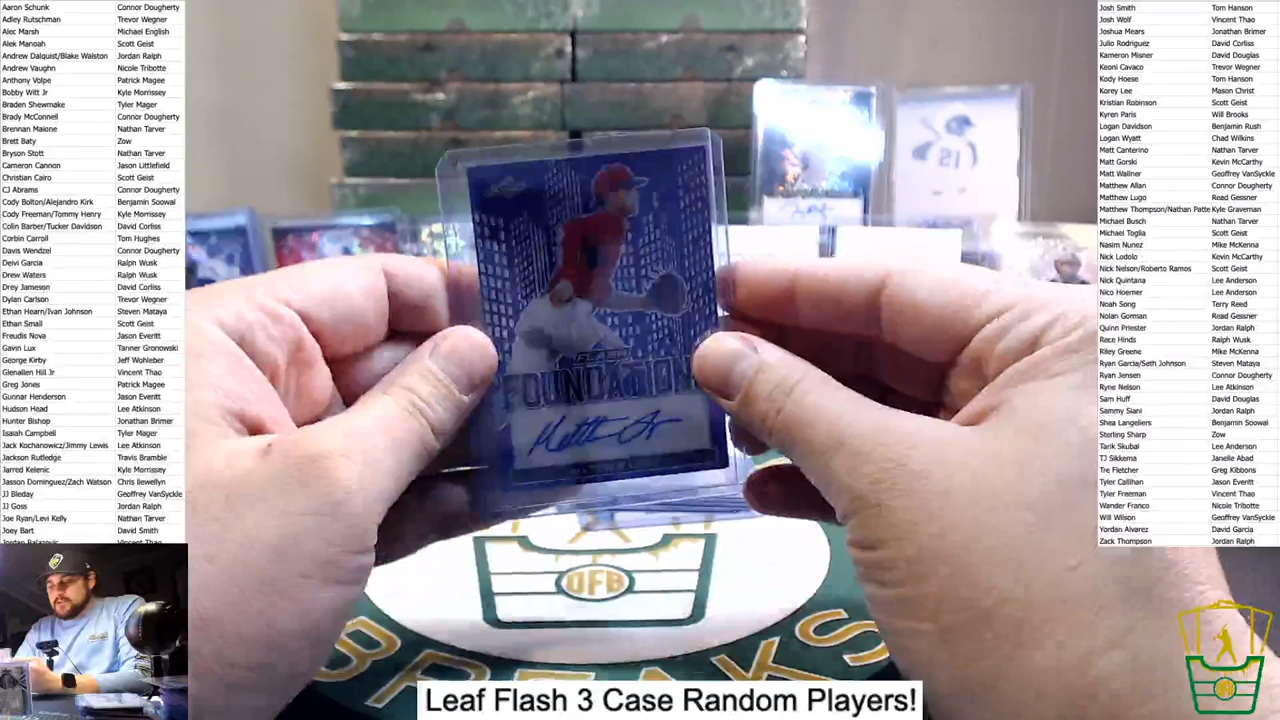 Aaron Schunk Connor Dougherty
Adley Rutschman Trevor Wegner
Alec Marsh Michael English
Alek Manoah Scott Geist
Andrew Dalquist/Blake Walston Jordan Ralph
Andrew Vaughn Nicole Tribotte
Anthony Volpe Patrick Magee
Bobby Witt Jr Kyle Morrissey
Braden Shewmake Tyler Mager
Brady McConnell Connor Dougherty
Brennan Malone Nathan Tarver
Brett Baty Zow
Bryson Stott Nathan Tarver
Cameron Cannon Jason Littlefield
Christian Cairo Scott Geist
CJ Abrams Connor Dougherty
Cody Bolton/Alejandro Kirk Benjamin Soowal
Cody Freeman/Tommy Henry Kyle Morrissey
Colin Barber/Tucker Davidson David Corliss
Corbin Carroll Tom Hughes
Davis Wendzel Connor Dougherty
Deivi Garcia Ralph Wusk
Drew Waters Ralph Wusk
Drey Jameson David Corliss
Dylan Carlson Trevor Wegner
Ethan Hearn/Ivan Johnson Steven Mataya
Ethan Small Scott Geist
Freudis Nova Jason Everitt
Gavin Lux Tanner Gronowski
George Kirby Jeff Wohleber
Glenallen Hill Jr Vincent Thao
Greg Jones Patrick Magee
Gunnar Henderson Jason Everitt
Hudson Head Lee Atkinson
Hunter Bishop Jonathan Brimer
Isaiah Campbell Tyler Mager
Jack Kochanowicz/Jimmy Lewis Lee Atkinson
Jackson Rutledge Travis Bramble
Jarred Kelenic Kyle Morrissey
Jasson Dominguez/Zach Watson Chris llewellyn
JJ Bleday Geoffrey VanSyckle
JJ Goss Jordan Ralph
Joe Ryan/Levi Kelly Nathan Tarver
Joey Bart David Smith
Jordan Balazovic Vincent Thao
Josh Smith Tom Hanson
Josh Wolf Vincent Thao
Joshua Mears Jonathan Brimer
Julio Rodriguez David Corliss
Kameron Misner David Douglas
Keoni Cavaco Trevor Wegner
Kody Hoese Tom Hanson
Korey Lee Mason Christ
Kristian Robinson Scott Geist
Kyren Paris Will Brooks
Logan Davidson Benjamin Rush
Logan Wyatt Chad Wilkins
Matt Canterino Nathan Tarver
Matt Gorski Kevin McCarthy
Matt Wallner Geoffrey VanSyckle
Matthew Allan Connor Dougherty
Matthew Lugo Read Gessner
Matthew Thompson/Nathan Patte Kyle Graveman
Michael Busch Nathan Tarver
Michael Toglia Scott Geist
Nasim Nunez Mike McKenna
Nick Lodolo Kevin McCarthy
Nick Nelson/Roberto Ramos Scott Geist
Nick Quintana Lee Anderson
Nico Hoerner Lee Anderson
Noah Song Terry Reed
Nolan Gorman Read Gessner
Quinn Priester Jordan Ralph
Rece Hinds Ralph Wusk
Riley Greene Mike McKenna
Ryan Garcia/Seth Johnson Steven Mataya
Ryan Jensen Connor Dougherty
Ryne Nelson Lee Atkinson
Sam Huff David Douglas
Sammy Siani Jordan Ralph
Shea Langeliers Benjamin Soowal
Sterling Sharp Zow
Tarik Skubal Lee Anderson
TJ Sikkema Janelle Abad
Tre Fletcher Greg Kibbons
Tyler Callihan Jason Everitt
Tyler Freeman Vincent Thao
Wander Franco Nicole Tribotte
Will Wilson Geoffrey VanSyckle
Yordan Alvarez David Garcia
Zack Thompson Jordan Ralph
21
FLASH
OFB
BREAKS
Leaf Flash 3 Case Random Players!